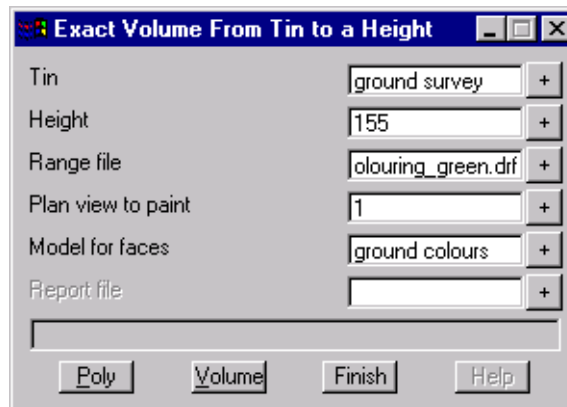 Exact Volume From Tin to a Height
Tin ground survey +
Height 155 +
Range file olouring_green.drf +
Plan view to paint 1 +
Model for faces ground colours +
Report file +
Poly Volume Finish Help